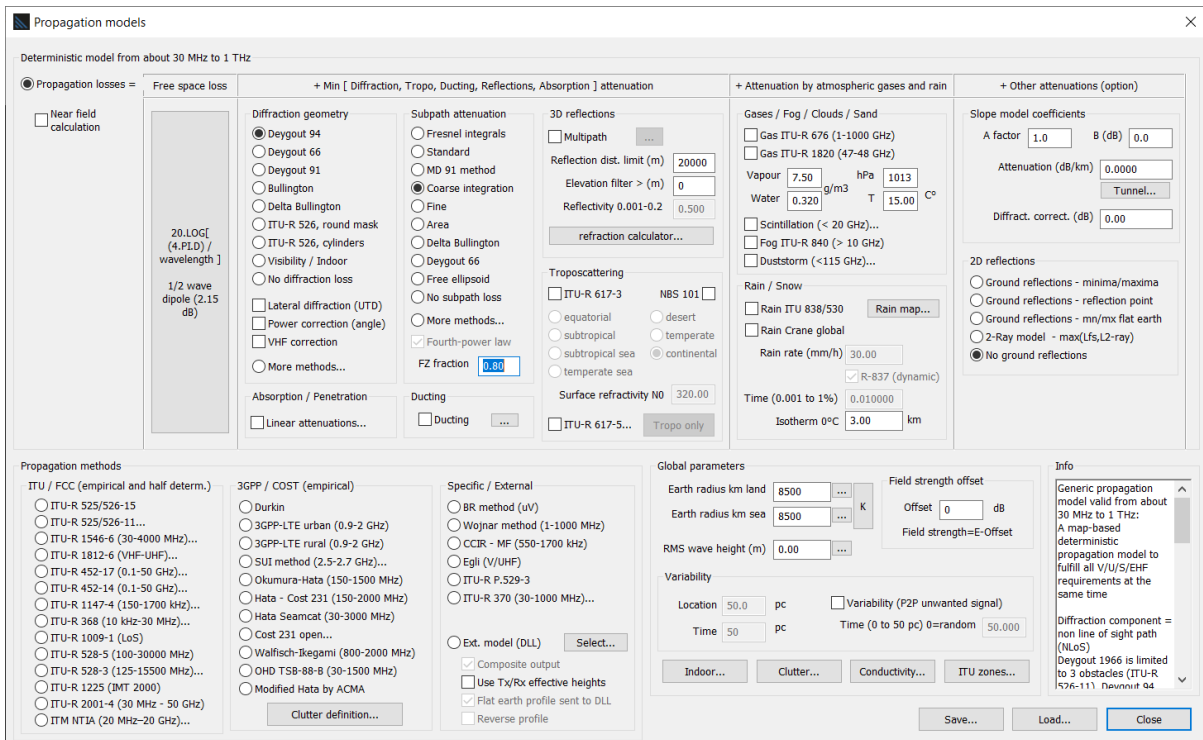 Propagation models
Deterministic model from about 30 MHz to 1 THz
Propagation losses =
Free space loss
+ Min [ Diffraction, Tropo, Ducting, Reflections, Absorption ] attenuation
+ Attenuation by atmospheric gases and rain
+ Other attenuations (option)
Near field
calculation
20.LOG[
(4.PI.D) /
wavelength ]
1/2 wave
dipole (2.15
dB)
Diffraction geometry
Deygout 94
Deygout 66
Deygout 91
Bullington
Delta Bullington
ITU-R 526, round mask
ITU-R 526, cylinders
Visibility / Indoor
No diffraction loss
Lateral diffraction (UTD)
Power correction (angle)
VHF correction
More methods...
Absorption / Penetration
Linear attenuations...
Subpath attenuation
Fresnel integrals
Standard
MD 91 method
Coarse integration
Fine
Area
Delta Bullington
Deygout 66
Free ellipsoid
No subpath loss
More methods...
Fourth-power law
FZ fraction 0.80
Ducting
Ducting ...
3D reflections
Multipath ...
Reflection dist. limit (m) 20000
Elevation filter > (m) 0
Reflectivity 0.001-0.2 0.500
refraction calculator...
Troposcattering
ITU-R 617-3 NBS 101
equatorial desert
subtropical temperate
subtropical sea continental
temperate sea
Surface refractivity N0 320.00
ITU-R 617-5... Tropo only
Gases / Fog / Clouds / Sand
Gas ITU-R 676 (1-1000 GHz)
Gas ITU-R 1820 (47-48 GHz)
Vapour 7.50 hPa 1013
g/m3
Water 0.320 T 15.00 Cº
Scintillation (< 20 GHz)...
Fog ITU-R 840 (> 10 GHz)
Duststorm (<115 GHz)...
Rain / Snow
Rain ITU 838/530 Rain map...
Rain Crane global
Rain rate (mm/h) 30.00
R-837 (dynamic)
Time (0.001 to 1%) 0.010000
Isotherm 0ºC 3.00 km
Slope model coefficients
A factor 1.0 B (dB) 0.0
Attenuation (dB/km) 0.0000
Tunnel...
Diffract. correct. (dB) 0.00
2D reflections
Ground reflections - minima/maxima
Ground reflections - reflection point
Ground reflections - mn/mx flat earth
2-Ray model - max(Lfs,L2-ray)
No ground reflections
Propagation methods
ITU / FCC (empirical and half determ.)
ITU-R 525/526-15
ITU-R 525/526-11...
ITU-R 1546-6 (30-4000 MHz)...
ITU-R 1812-6 (VHF-UHF)...
ITU-R 452-17 (0.1-50 GHz)...
ITU-R 452-14 (0.1-50 GHz)...
ITU-R 1147-4 (150-1700 kHz)...
ITU-R 368 (10 kHz-30 MHz)...
ITU-R 1009-1 (LoS)
ITU-R 528-5 (100-30000 MHz)
ITU-R 528-3 (125-15500 MHz)...
ITU-R 1225 (IMT 2000)
ITU-R 2001-4 (30 MHz - 50 GHz)
ITM NTIA (20 MHz–20 GHz)...
3GPP / COST (empirical)
Durkin
3GPP-LTE urban (0.9-2 GHz)
3GPP-LTE rural (0.9-2 GHz)
SUI method (2.5-2.7 GHz)...
Okumura-Hata (150-1500 MHz)
Hata - Cost 231 (150-2000 MHz)
Hata Seamcat (30-3000 MHz)
Cost 231 open...
Walfisch-Ikegami (800-2000 MHz)
OHD TSB-88-B (30-1500 MHz)
Modified Hata by ACMA
Clutter definition...
Specific / External
BR method (uV)
Wojnar method (1-1000 MHz)
CCIR - MF (550-1700 kHz)
Egli (V/UHF)
ITU-R P.529-3
ITU-R 370 (30-1000 MHz)...
Ext. model (DLL) Select...
Composite output
Use Tx/Rx effective heights
Flat earth profile sent to DLL
Reverse profile
Global parameters
Earth radius km land 8500 ...
Earth radius km sea 8500 ...
K
RMS wave height (m) 0.00 ...
Field strength offset
Offset 0 dB
Field strength=E-Offset
Variability
Location 50.0 pc
Time 50 pc
Variability (P2P unwanted signal)
Time (0 to 50 pc) 0=random 50.000
Indoor... Clutter... Conductivity... ITU zones...
Info
Generic propagation
model valid from about
30 MHz to 1 THz:
A map-based
deterministic
propagation model to
fulfill all V/U/S/EHF
requirements at the
same time
Diffraction component =
non line of sight path
(NLoS)
Deygout 1966 is limited
to 3 obstacles (ITU-R
526-11). Deygout 94
Save... Load... Close